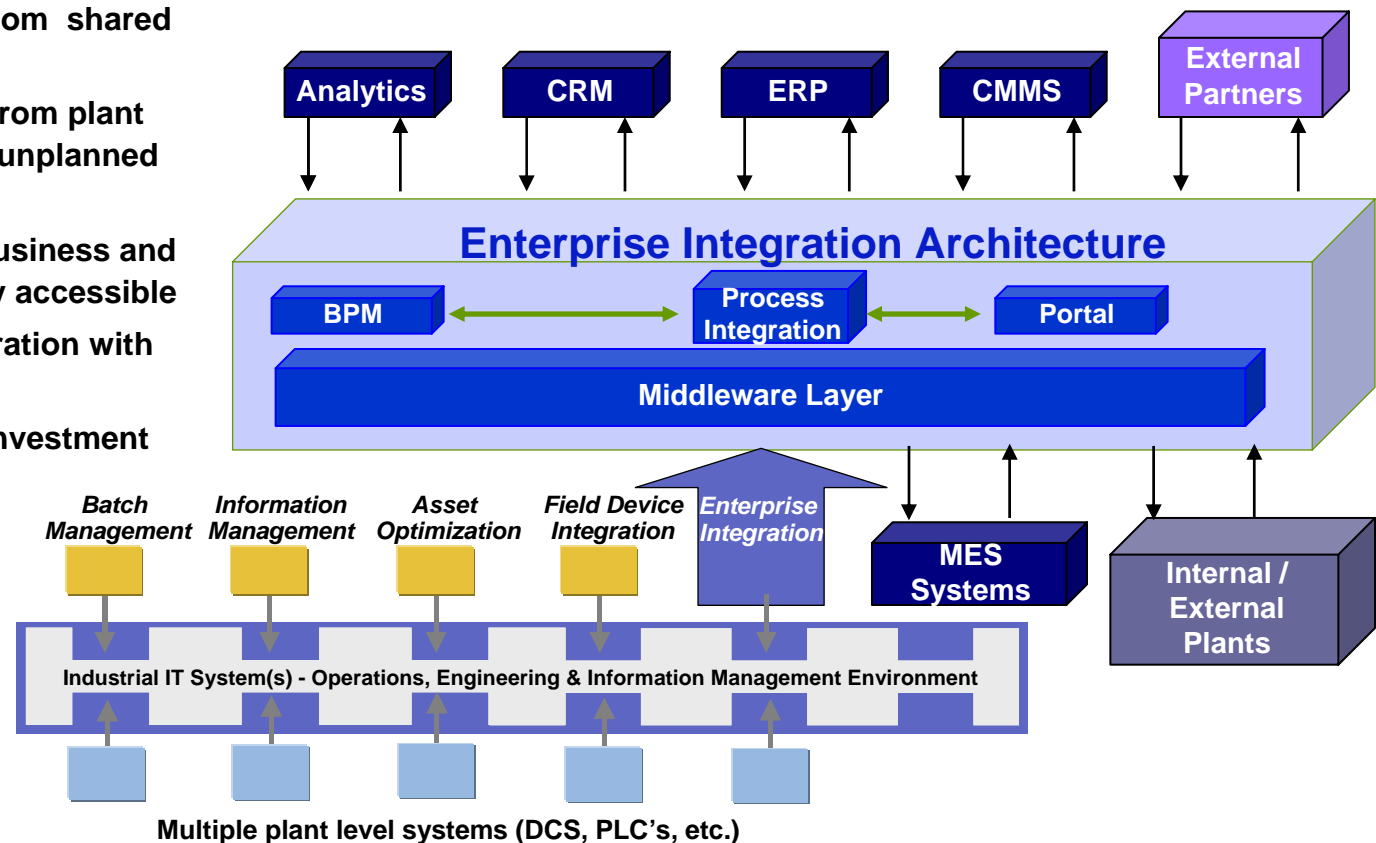 om shared
rom plant
unplanned
usiness and
y accessible
ration with
nvestment
Analytics
CRM
ERP
CMMS
External
Partners
Enterprise Integration Architecture
BPM
Process
Integration
Portal
Middleware Layer
Batch
Management
Information
Management
Asset
Optimization
Field Device
Integration
Enterprise
Integration
MES
Systems
Internal /
External
Plants
Industrial IT System(s) - Operations, Engineering & Information Management Environment
Multiple plant level systems (DCS, PLC's, etc.)